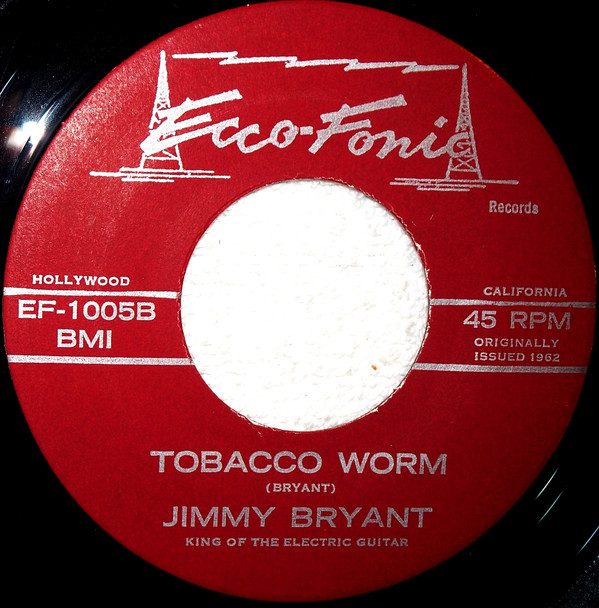 Ecco-Fonic
Records
HOLLYWOOD
EF-1005B
BMI
CALIFORNIA
45 RPM
ORIGINALLY
ISSUED 1962
TOBACCO WORM
(BRYANT)
JIMMY BRYANT
KING OF THE ELECTRIC GUITAR